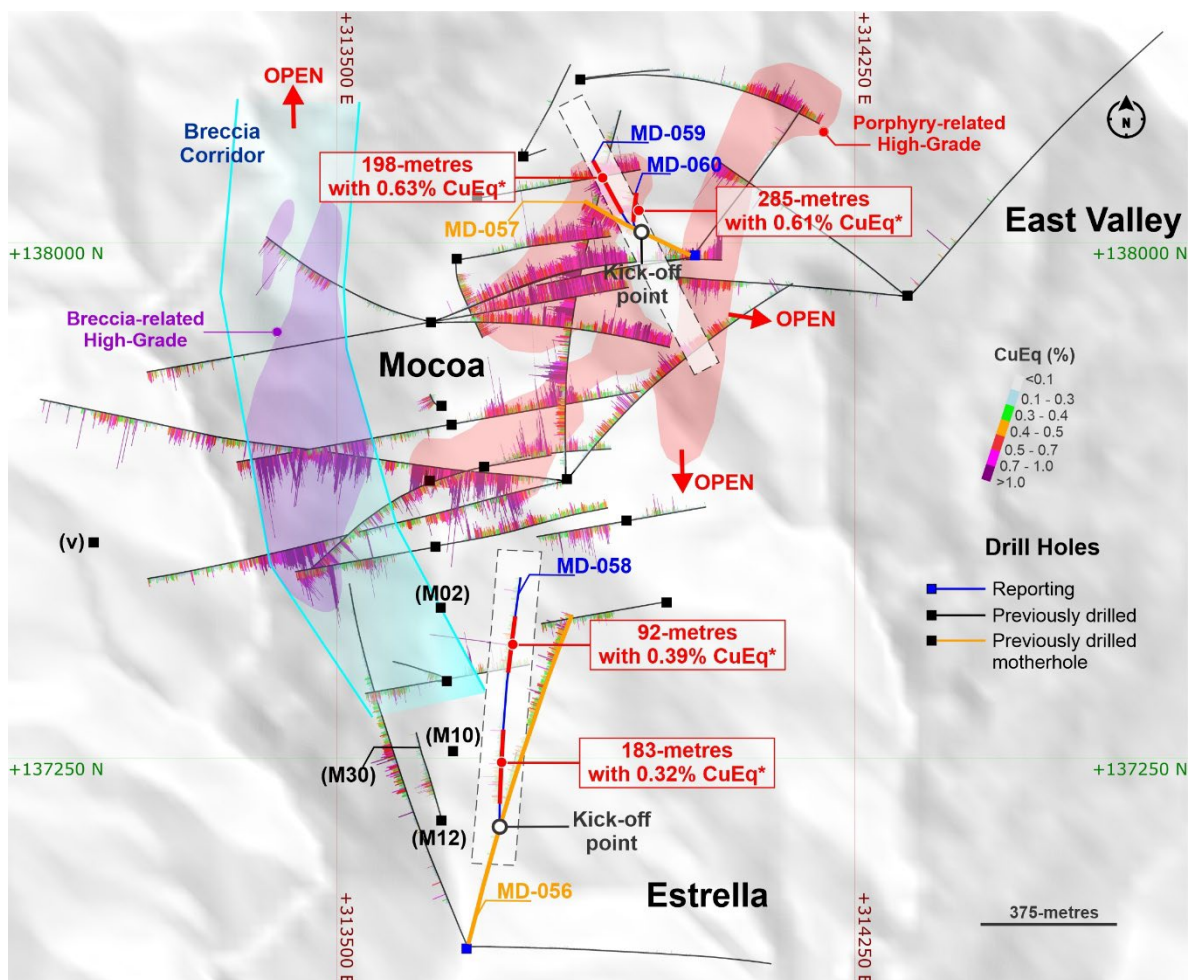 +313500 E
+314250 E
OPEN
Breccia
Corridor
MD-059
MD-060
Porphyry-related
High-Grade
198-metres
with 0.63% CuEq*
285-metres
with 0.61% CuEq*
MD-057
East Valley
+138000 N
+138000 N
Kick-off
point
Breccia-related
High-Grade
OPEN
Mocoa
CuEq (%)
<0.1
0.1 - 0.3
0.3 - 0.4
0.4 - 0.5
0.5 - 0.7
0.7 - 1.0
>1.0
OPEN
(v)
Drill Holes
MD-058
Reporting
(M02)
Previously drilled
92-metres
with 0.39% CuEq*
Previously drilled
motherhole
(M10)
183-metres
with 0.32% CuEq*
+137250 N
+137250 N
(M30)
(M12)
Kick-off
point
MD-056
Estrella
375-metres
+313500 E
+314250 E
N